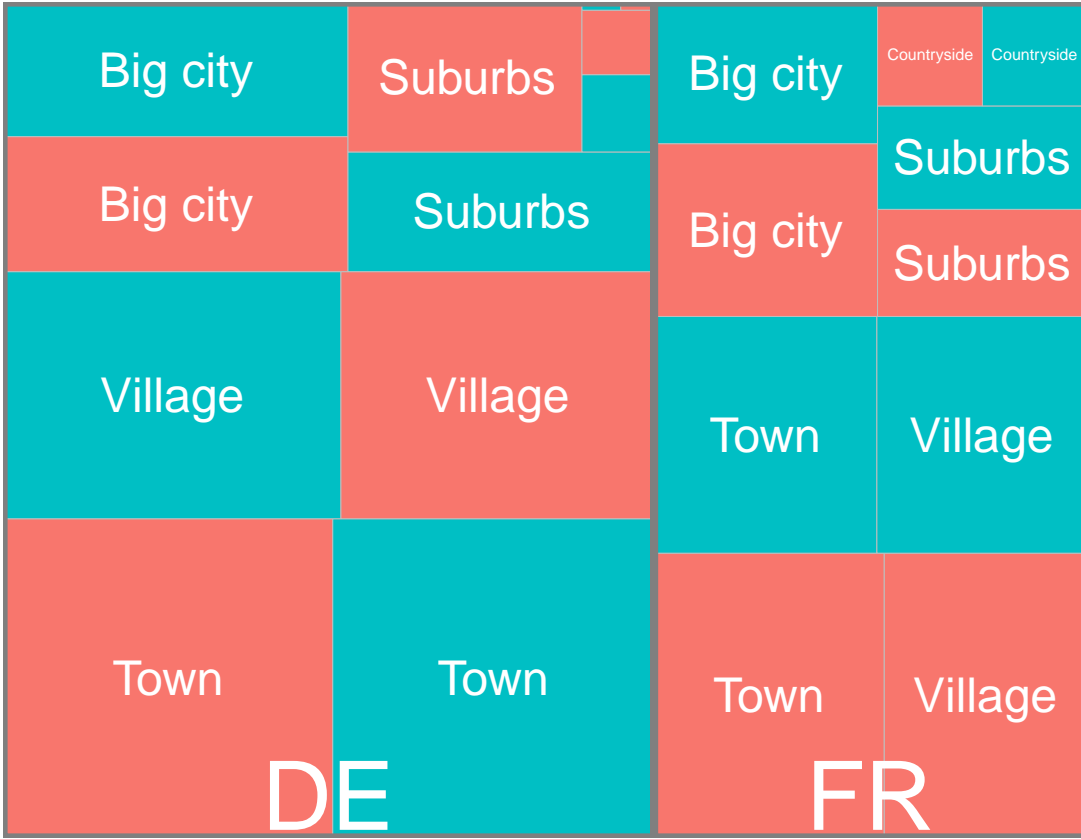 Big city
Suburbs
Big city
Suburbs
Village
Village
Town
Town
DE
Big city
Countryside
Countryside
Suburbs
Big city
Suburbs
Town
Village
Town
Village
FR